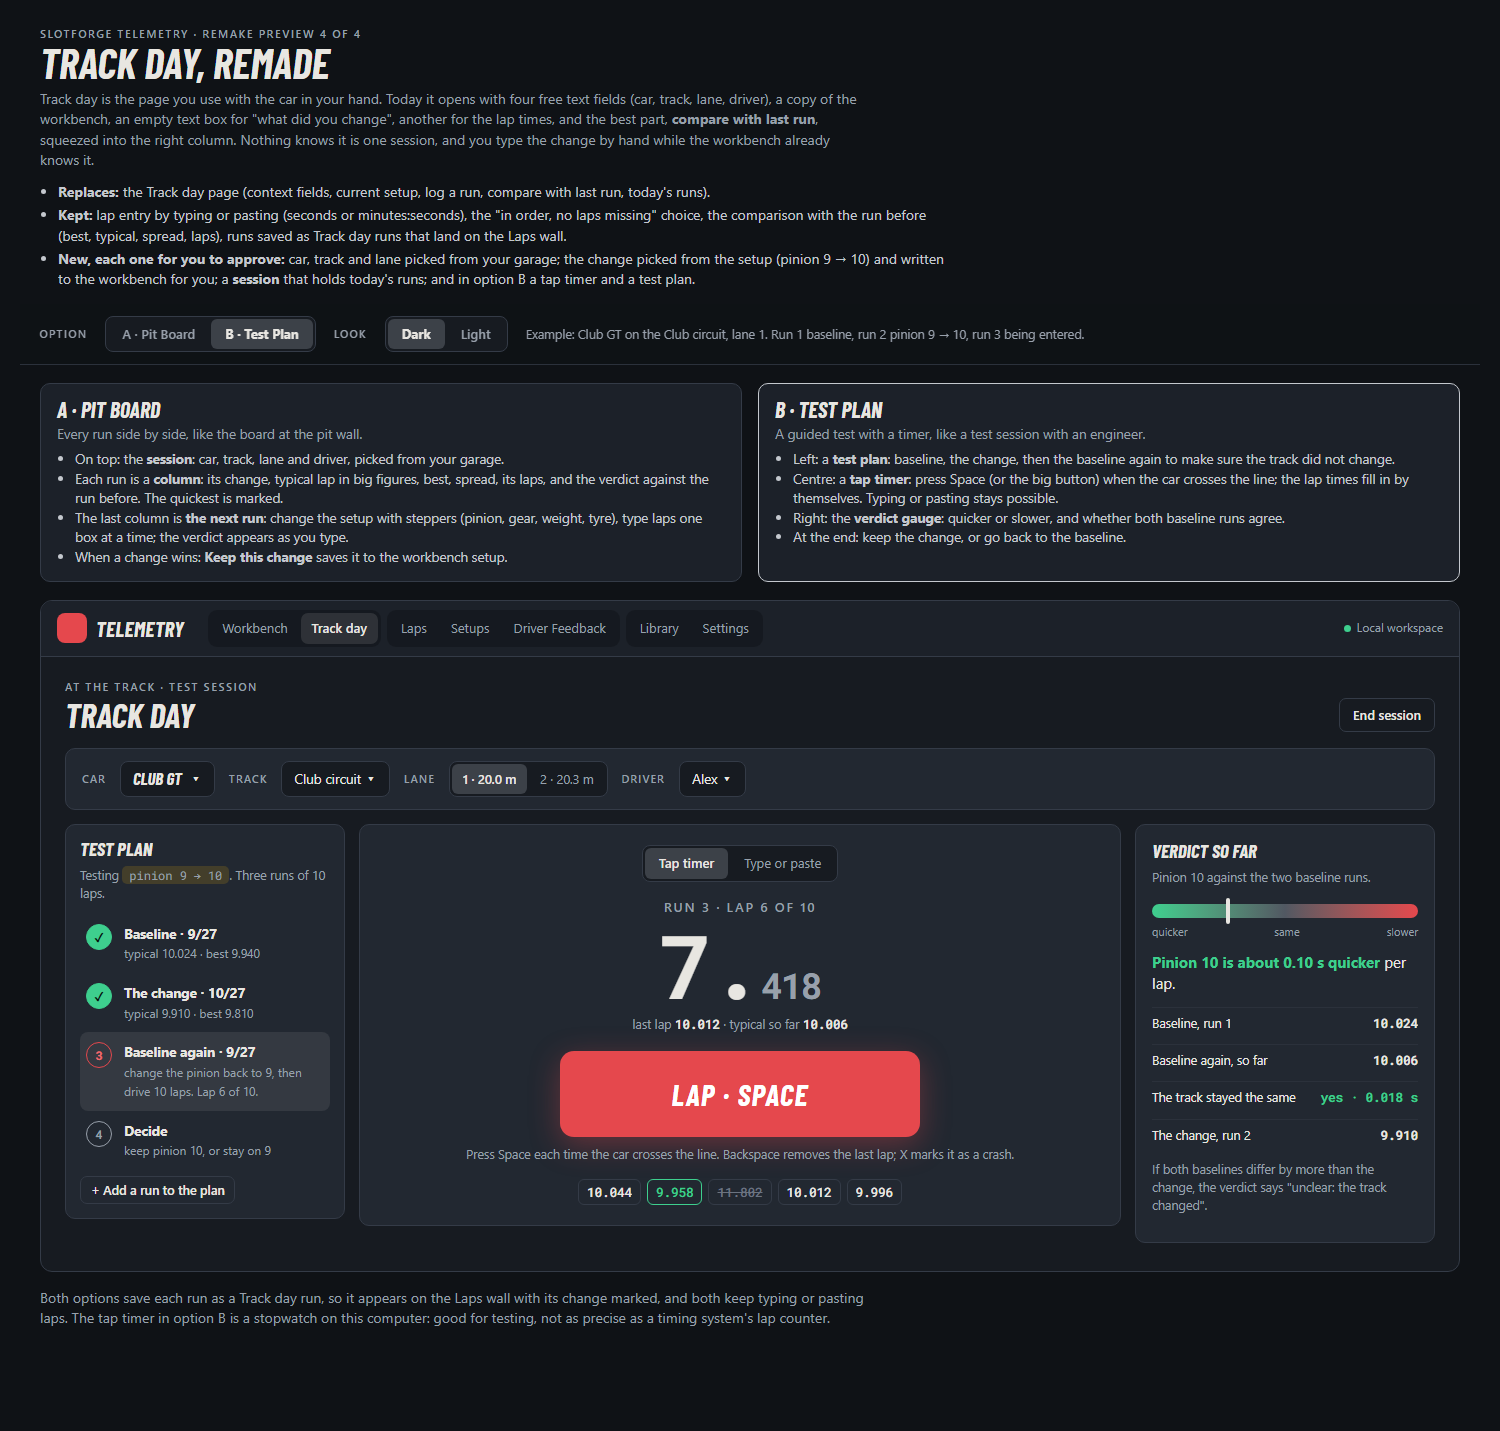 SLOTFORGE TELEMETRY · REMAKE PREVIEW 4 OF 4
TRACK DAY, REMADE
Track day is the page you use with the car in your hand. Today it opens with four free text fields (car, track, lane, driver), a copy of the
workbench, an empty text box for "what did you change", another for the lap times, and the best part, compare with last run,
squeezed into the right column. Nothing knows it is one session, and you type the change by hand while the workbench already
knows it.
• Replaces: the Track day page (context fields, current setup, log a run, compare with last run, today's runs).
• Kept: lap entry by typing or pasting (seconds or minutes:seconds), the "in order, no laps missing" choice, the comparison with the run before
(best, typical, spread, laps), runs saved as Track day runs that land on the Laps wall.
• New, each one for you to approve: car, track and lane picked from your garage; the change picked from the setup (pinion 9 → 10) and written
to the workbench for you; a session that holds today's runs; and in option B a tap timer and a test plan.
OPTION A · Pit Board B · Test Plan LOOK Dark Light Example: Club GT on the Club circuit, lane 1. Run 1 baseline, run 2 pinion 9 → 10, run 3 being entered.
A · PIT BOARD
Every run side by side, like the board at the pit wall.
• On top: the session: car, track, lane and driver, picked from your garage.
• Each run is a column: its change, typical lap in big figures, best, spread, its laps, and the verdict against the
run before. The quickest is marked.
• The last column is the next run: change the setup with steppers (pinion, gear, weight, tyre), type laps one
box at a time; the verdict appears as you type.
• When a change wins: Keep this change saves it to the workbench setup.
B · TEST PLAN
A guided test with a timer, like a test session with an engineer.
• Left: a test plan: baseline, the change, then the baseline again to make sure the track did not change.
• Centre: a tap timer: press Space (or the big button) when the car crosses the line; the lap times fill in by
themselves. Typing or pasting stays possible.
• Right: the verdict gauge: quicker or slower, and whether both baseline runs agree.
• At the end: keep the change, or go back to the baseline.
TELEMETRY Workbench Track day Laps Setups Driver Feedback Library Settings Local workspace
AT THE TRACK · TEST SESSION
TRACK DAY
End session
CAR CLUB GT ▾ TRACK Club circuit ▾ LANE 1 · 20.0 m 2 · 20.3 m DRIVER Alex ▾
TEST PLAN
Testing pinion 9 → 10. Three runs of 10
laps.
✓ Baseline · 9/27
typical 10.024 · best 9.940
✓ The change · 10/27
typical 9.910 · best 9.810
3 Baseline again · 9/27
change the pinion back to 9, then
drive 10 laps. Lap 6 of 10.
4 Decide
keep pinion 10, or stay on 9
+ Add a run to the plan
Tap timer Type or paste
RUN 3 · LAP 6 OF 10
7.418
last lap 10.012 · typical so far 10.006
LAP · SPACE
Press Space each time the car crosses the line. Backspace removes the last lap; X marks it as a crash.
10.044 9.958 11.802 10.012 9.996
VERDICT SO FAR
Pinion 10 against the two baseline runs.
quicker same slower
Pinion 10 is about 0.10 s quicker per
lap.
Baseline, run 1 10.024
Baseline again, so far 10.006
The track stayed the same yes · 0.018 s
The change, run 2 9.910
If both baselines differ by more than the
change, the verdict says "unclear: the track
changed".
Both options save each run as a Track day run, so it appears on the Laps wall with its change marked, and both keep typing or pasting
laps. The tap timer in option B is a stopwatch on this computer: good for testing, not as precise as a timing system's lap counter.